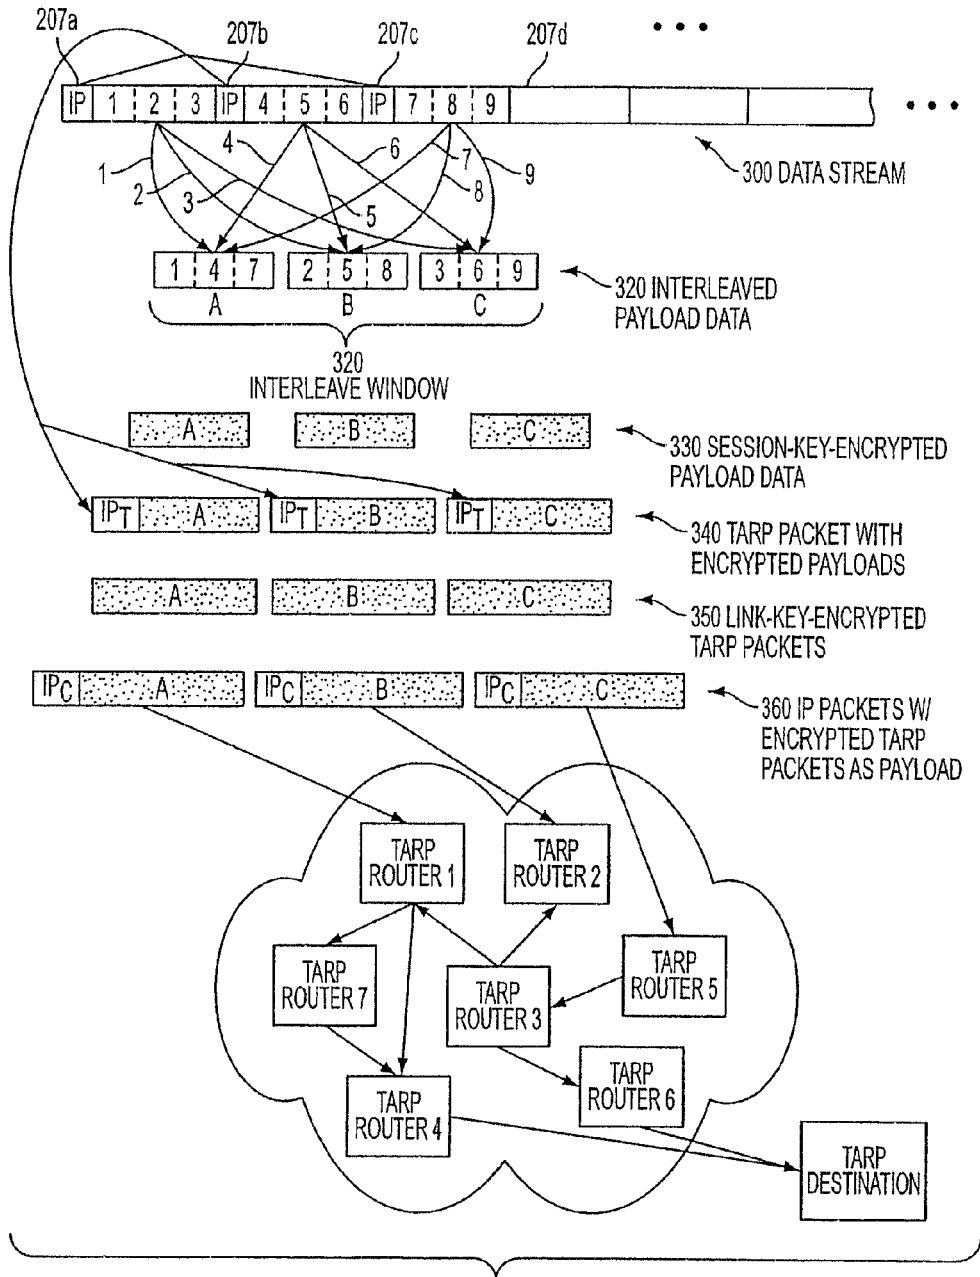 207a 207b 207c 207d
IP 1 2 3 IP 4 5 6 IP 7 8 9
300 DATA STREAM
1 2 3 4 5 6 7 8 9
1 4 7 2 5 8 3 6 9
A B C
320 INTERLEAVED
PAYLOAD DATA
320
INTERLEAVE WINDOW
A B C
330 SESSION-KEY-ENCRYPTED
PAYLOAD DATA
IPT A IPT B IPT C
340 TARP PACKET WITH
ENCRYPTED PAYLOADS
A B C
350 LINK-KEY-ENCRYPTED
TARP PACKETS
IPC A IPC B IPC C
360 IP PACKETS W/
ENCRYPTED TARP
PACKETS AS PAYLOAD
TARP
ROUTER 1
TARP
ROUTER 2
TARP
ROUTER 7
TARP
ROUTER 3
TARP
ROUTER 5
TARP
ROUTER 4
TARP
ROUTER 6
TARP
DESTINATION